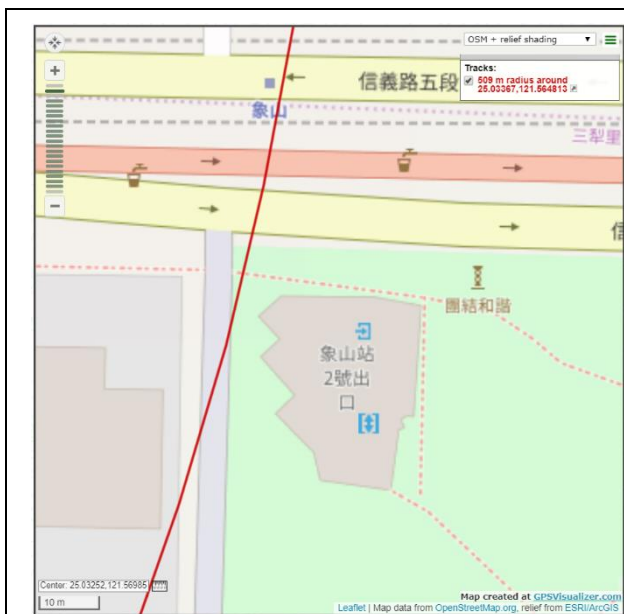 OSM + relief shading
Tracks:
509 m radius around
25.03367,121.564813
信義路五段
象山
三犁里
信
團結和諧
象山站
2號出
口
Center: 25.03252,121.56985
10 m
Map created at GPSVisualizer.com
Leaflet | Map data from OpenStreetMap.org, relief from ESRI/ArcGIS